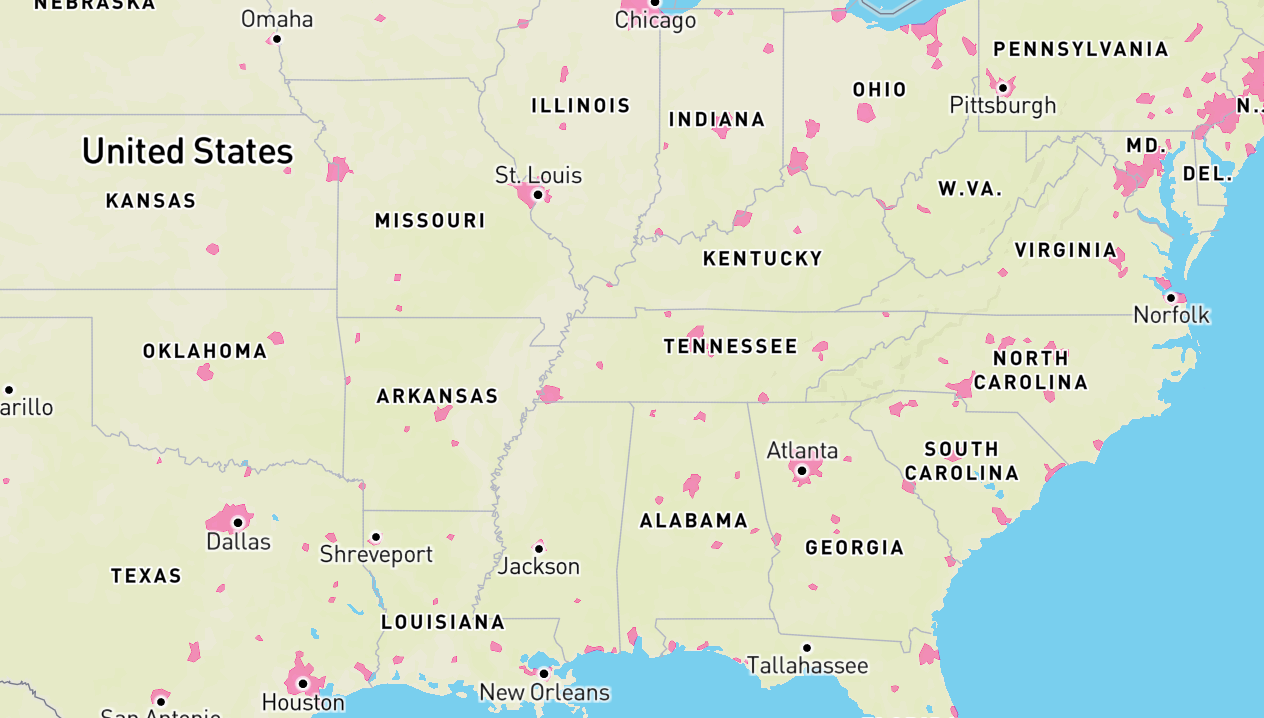 NEBRASKA
Omaha
Chicago
PENNSYLVANIA
OHIO
ILLINOIS
INDIANA
Pittsburgh
N.J.
United States
MD.
St. Louis
DEL.
KANSAS
W.VA.
MISSOURI
VIRGINIA
KENTUCKY
Norfolk
OKLAHOMA
TENNESSEE
NORTH
CAROLINA
ARKANSAS
arillo
Atlanta
SOUTH
CAROLINA
Dallas
ALABAMA
Shreveport
GEORGIA
Jackson
TEXAS
LOUISIANA
Tallahassee
New Orleans
Houston
San Antonio